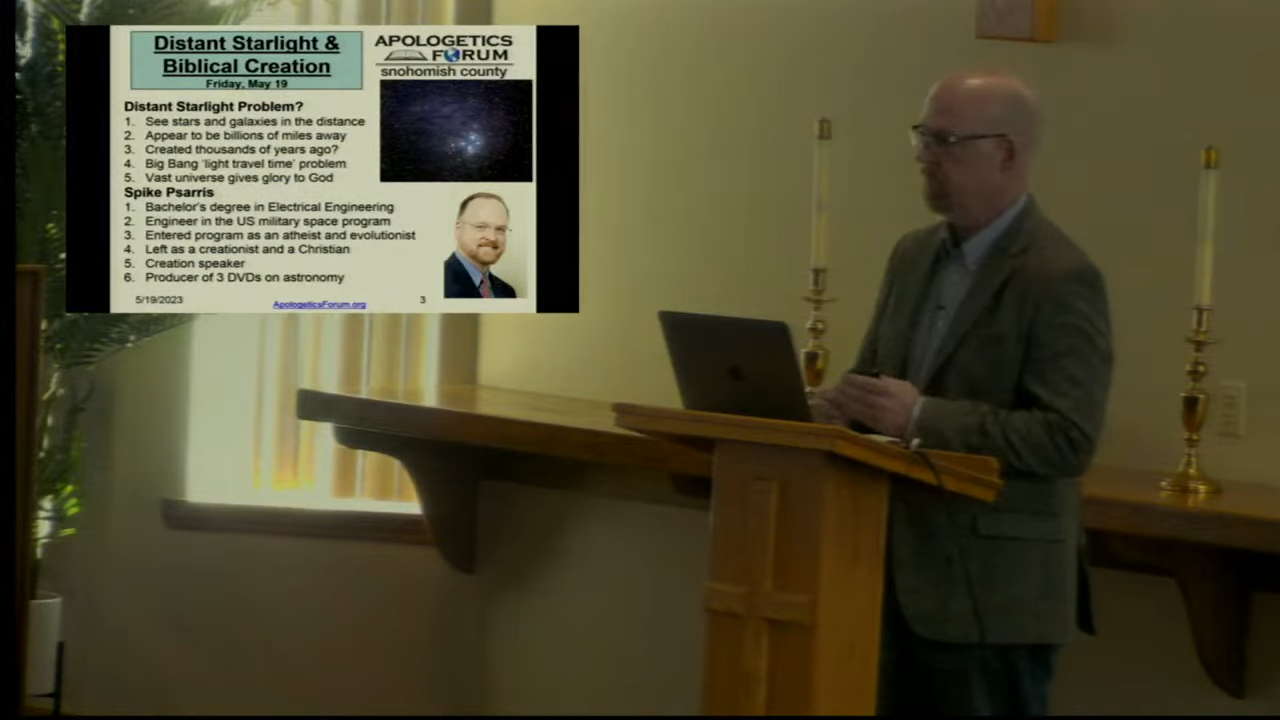 Distant Starlight &
Biblical Creation
Friday, May 19
APOLOGETICS
FORUM
snohomish county
Distant Starlight Problem?
1. See stars and galaxies in the distance
2. Appear to be billions of miles away
3. Created thousands of years ago?
4. Big Bang ‘light travel time’ problem
5. Vast universe gives glory to God
Spike Psarris
1. Bachelor's degree in Electrical Engineering
2. Engineer in the US military space program
3. Entered program as an atheist and evolutionist
4. Left as a creationist and a Christian
5. Creation speaker
6. Producer of 3 DVDs on astronomy
5/19/2023
ApologeticsForum.org
3